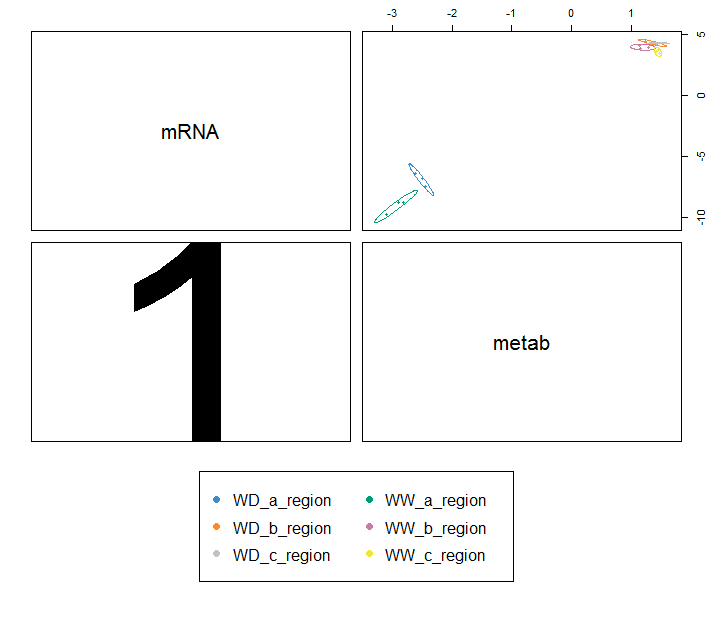 -3 -2 -1 0 1
mRNA
5
0
-5
-10
1
metab
WD_a_region WW_a_region
WD_b_region WW_b_region
WD_c_region WW_c_region